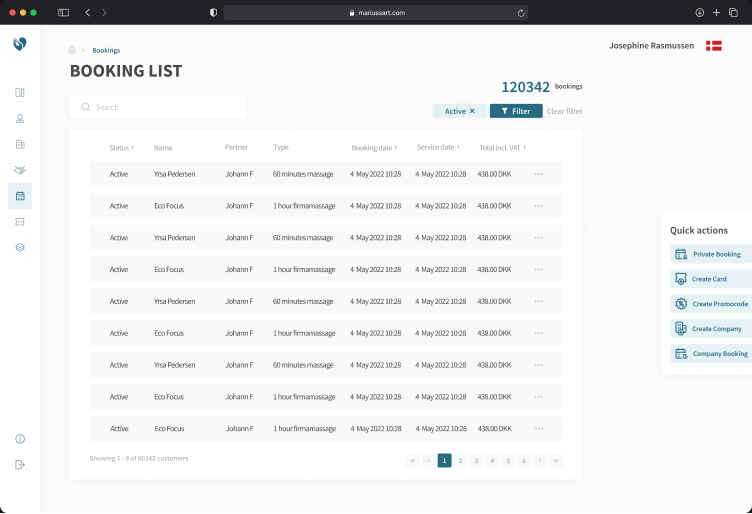 mariussart.com
Josephine Rasmussen
Bookings
BOOKING LIST
120342 bookings
Search
Active
Filter
Clear filter
Status Name Partner Type Booking date Service date Total incl. VAT
Active Yrsa Pedersen Johann F 60 minutes massage 4 May 2022 10:28 4 May 2022 10:28 438.00 DKK
Active Eco Focus Johann F 1 hour firmamassage 4 May 2022 10:28 4 May 2022 10:28 438.00 DKK
Active Yrsa Pedersen Johann F 60 minutes massage 4 May 2022 10:28 4 May 2022 10:28 438.00 DKK
Active Eco Focus Johann F 1 hour firmamassage 4 May 2022 10:28 4 May 2022 10:28 438.00 DKK
Active Yrsa Pedersen Johann F 60 minutes massage 4 May 2022 10:28 4 May 2022 10:28 438.00 DKK
Active Eco Focus Johann F 1 hour firmamassage 4 May 2022 10:28 4 May 2022 10:28 438.00 DKK
Active Yrsa Pedersen Johann F 60 minutes massage 4 May 2022 10:28 4 May 2022 10:28 438.00 DKK
Active Eco Focus Johann F 1 hour firmamassage 4 May 2022 10:28 4 May 2022 10:28 438.00 DKK
Active Eco Focus Johann F 1 hour firmamassage 4 May 2022 10:28 4 May 2022 10:28 438.00 DKK
Showing 1 - 9 of 80342 customers
« ‹ 1 2 3 4 5 6 › »
Quick actions
Private Booking
Create Card
Create Promocode
Create Company
Company Booking